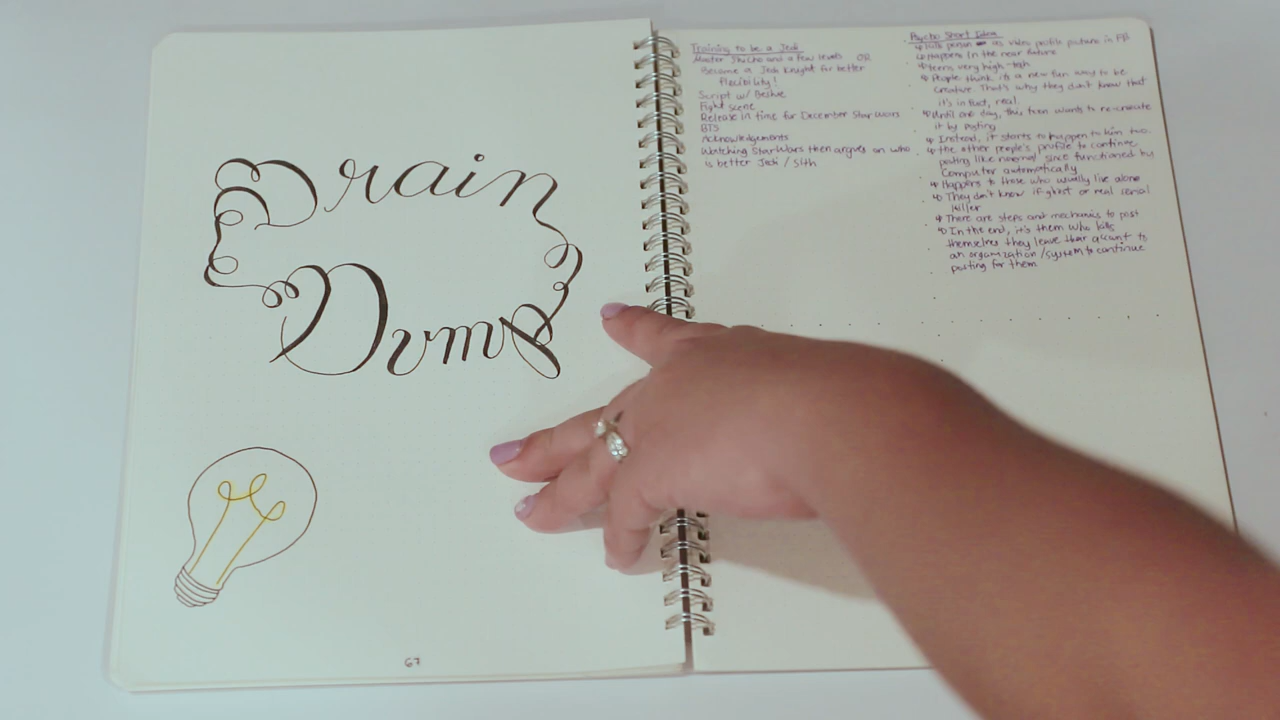 Brain
Dump
67
Training to be a Jedi
Master and a few levels OR
Become a Jedi Knight for better
flexibility!
Script w/
Fight scene
Release in time for December Star Wars
BTS
Acknowledgements
Watching Star Wars then argues on who
is better Jedi / Sith
Psycho Short Idea
person as video profile picture in FB
Happens in the near future
teens very high-tech
People think it's a new fun way to be
creative. That's why they don't know that
it's in fact, real.
Until one day, this teen wants to re-create
it by posting
Instead, it starts to happen to him two.
the other people's profile to continue
posting like normal since functioned by
Computer automatically
Happens to those who usually live alone
They don't know if ghost or real serial
killer
There are steps and mechanics to post
In the end, it's them who kills
themselves they leave their account to
an organization/system to continue
posting for them